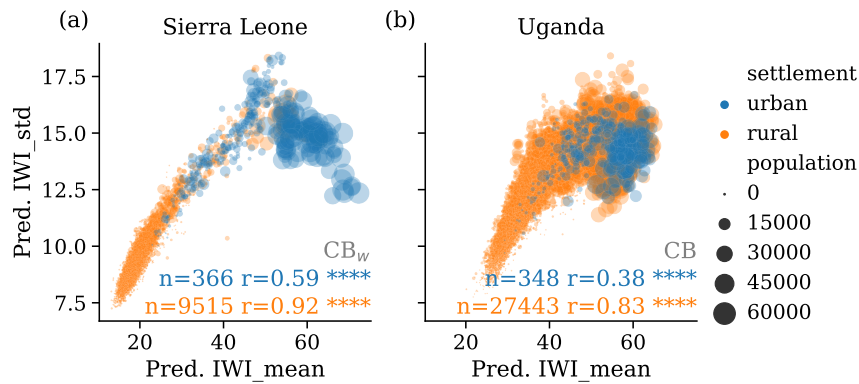 (a)
Sierra Leone
(b)
Uganda
17.5
15.0
12.5
10.0
7.5
Pred. IWI_std
CB_w
n=366 r=0.59 ****
n=9515 r=0.92 ****
20
40
60
Pred. IWI_mean
CB
n=348 r=0.38 ****
n=27443 r=0.83 ****
20
40
60
Pred. IWI_mean
settlement
urban
rural
population
0
15000
30000
45000
60000